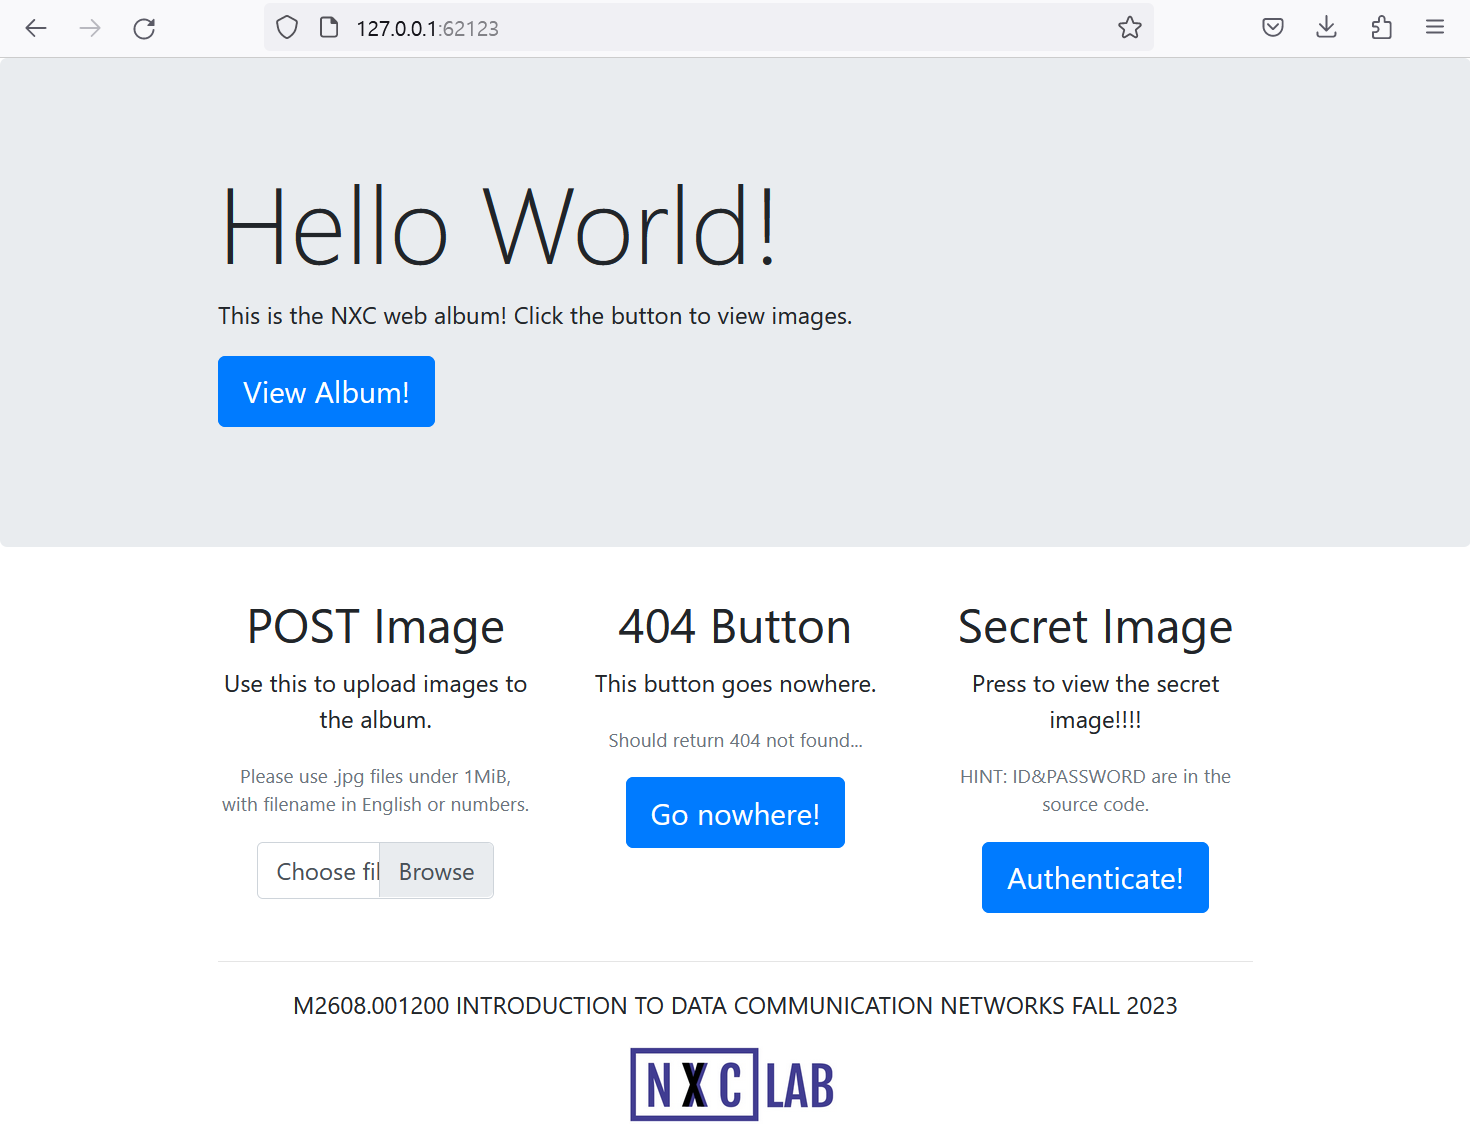 127.0.0.1:62123
Hello World!
This is the NXC web album! Click the button to view images.
View Album!
POST Image
Use this to upload images to
the album.
Please use .jpg files under 1MiB,
with filename in English or numbers.
Choose fil
Browse
404 Button
This button goes nowhere.
Should return 404 not found...
Go nowhere!
Secret Image
Press to view the secret
image!!!!
HINT: ID&PASSWORD are in the
source code.
Authenticate!
M2608.001200 INTRODUCTION TO DATA COMMUNICATION NETWORKS FALL 2023
NXC LAB